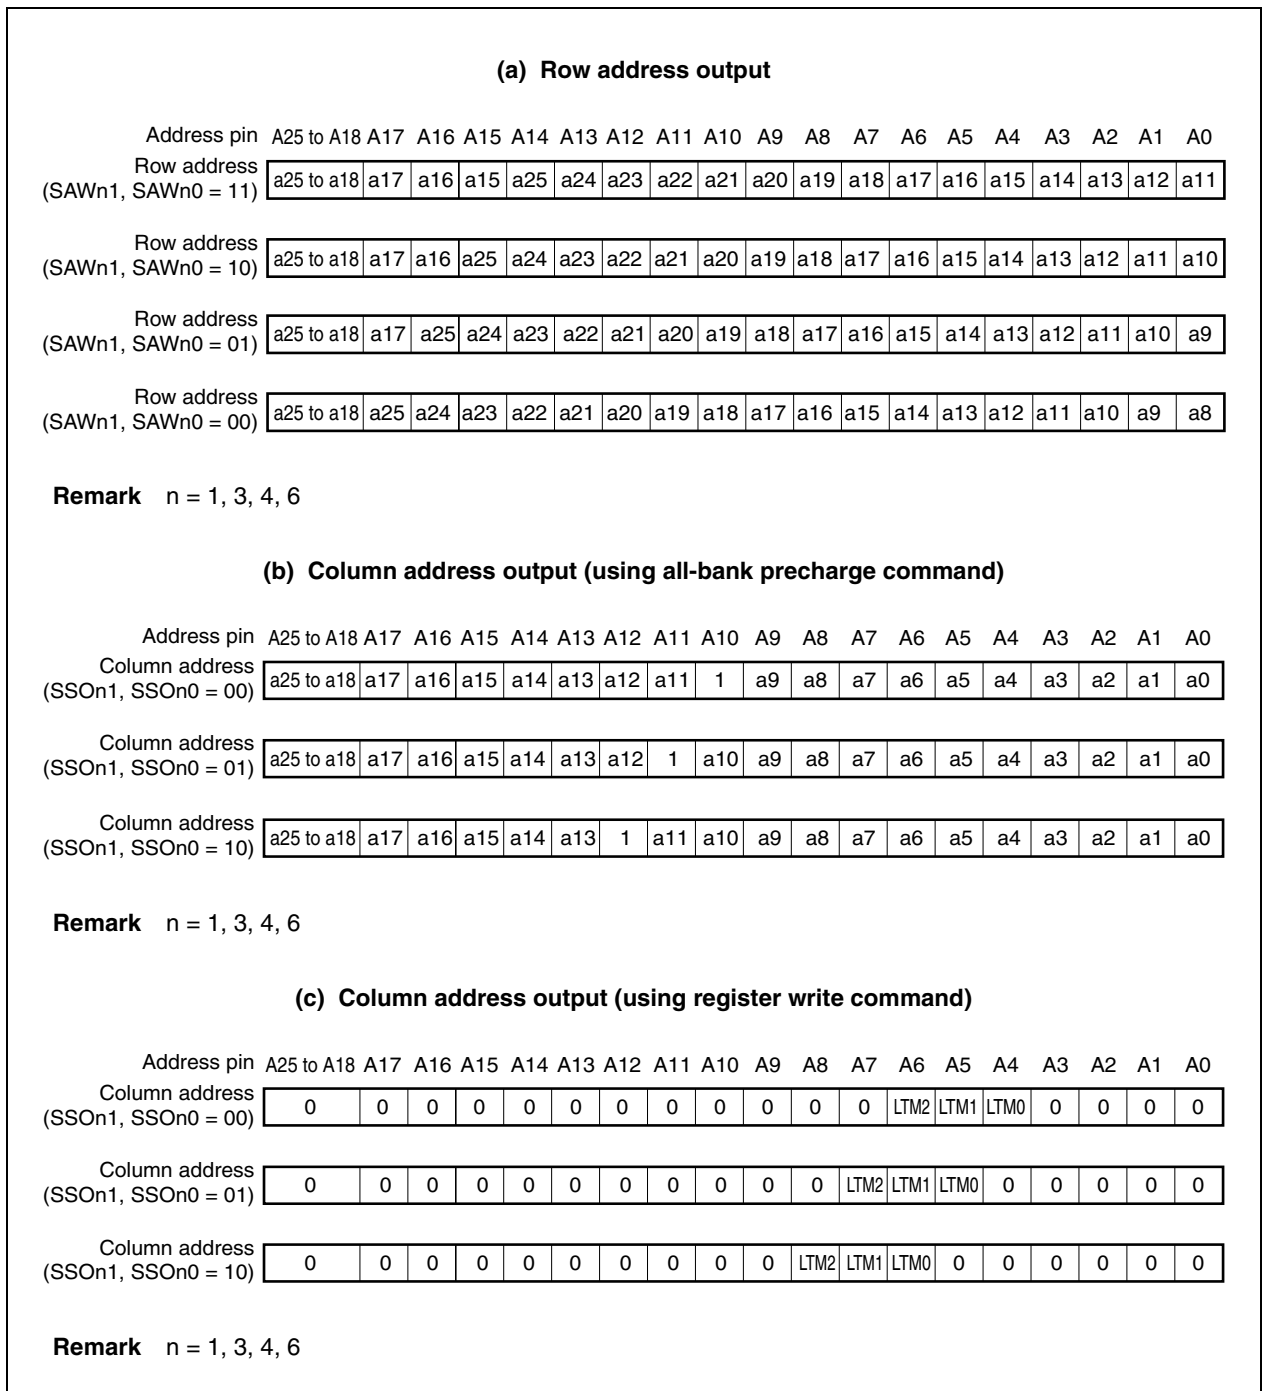 (a) Row address output
Address pin A25 to A18 A17 A16 A15 A14 A13 A12 A11 A10 A9 A8 A7 A6 A5 A4 A3 A2 A1 A0
Row address
(SAWn1, SAWn0 = 11) a25 to a18 a17 a16 a15 a25 a24 a23 a22 a21 a20 a19 a18 a17 a16 a15 a14 a13 a12 a11
Row address
(SAWn1, SAWn0 = 10) a25 to a18 a17 a16 a25 a24 a23 a22 a21 a20 a19 a18 a17 a16 a15 a14 a13 a12 a11 a10
Row address
(SAWn1, SAWn0 = 01) a25 to a18 a17 a25 a24 a23 a22 a21 a20 a19 a18 a17 a16 a15 a14 a13 a12 a11 a10 a9
Row address
(SAWn1, SAWn0 = 00) a25 to a18 a25 a24 a23 a22 a21 a20 a19 a18 a17 a16 a15 a14 a13 a12 a11 a10 a9 a8
Remark n = 1, 3, 4, 6
(b) Column address output (using all-bank precharge command)
Address pin A25 to A18 A17 A16 A15 A14 A13 A12 A11 A10 A9 A8 A7 A6 A5 A4 A3 A2 A1 A0
Column address
(SSOn1, SSOn0 = 00) a25 to a18 a17 a16 a15 a14 a13 a12 a11 1 a9 a8 a7 a6 a5 a4 a3 a2 a1 a0
Column address
(SSOn1, SSOn0 = 01) a25 to a18 a17 a16 a15 a14 a13 a12 1 a10 a9 a8 a7 a6 a5 a4 a3 a2 a1 a0
Column address
(SSOn1, SSOn0 = 10) a25 to a18 a17 a16 a15 a14 a13 1 a11 a10 a9 a8 a7 a6 a5 a4 a3 a2 a1 a0
Remark n = 1, 3, 4, 6
(c) Column address output (using register write command)
Address pin A25 to A18 A17 A16 A15 A14 A13 A12 A11 A10 A9 A8 A7 A6 A5 A4 A3 A2 A1 A0
Column address
(SSOn1, SSOn0 = 00) 0 0 0 0 0 0 0 0 0 0 0 0 LTM2 LTM1 LTM0 0 0 0 0
Column address
(SSOn1, SSOn0 = 01) 0 0 0 0 0 0 0 0 0 0 0 LTM2 LTM1 LTM0 0 0 0 0 0
Column address
(SSOn1, SSOn0 = 10) 0 0 0 0 0 0 0 0 0 0 LTM2 LTM1 LTM0 0 0 0 0 0 0
Remark n = 1, 3, 4, 6